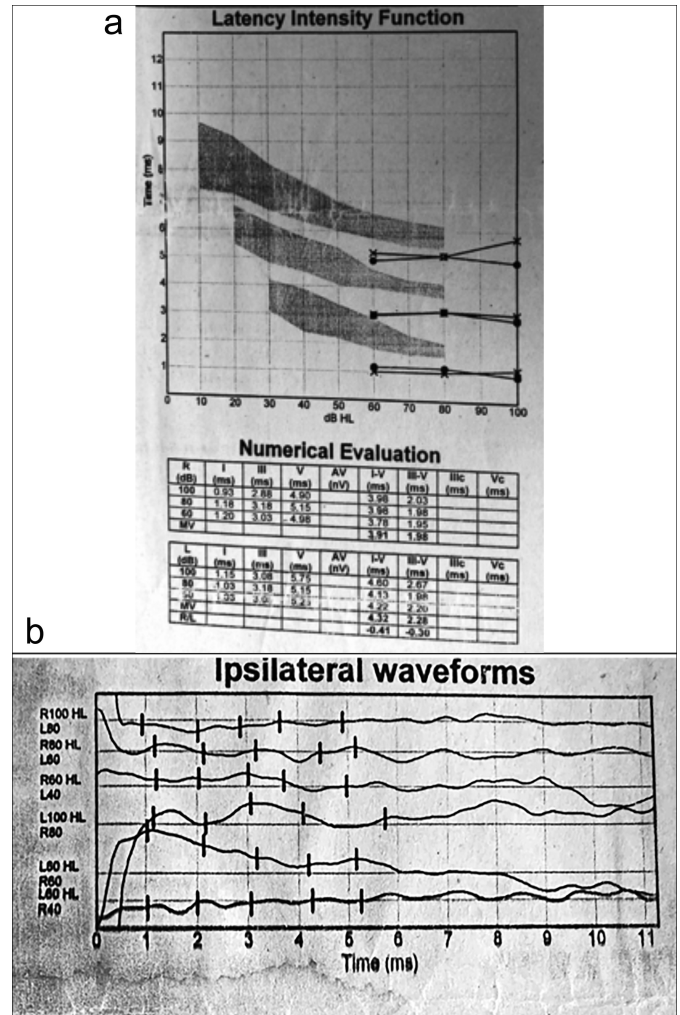 a
Latency Intensity Function
12
11
10
9
8
7
6
5
4
3
2
1
Time (ms)
10 20 30 40 50 60 70 80 90 100
dB HL
Numerical Evaluation
R (dB) I (ms) III (ms) V (ms) AV (nV) I-V (ms) III-V (ms) IIIc (ms) Vc (ms)
100 0.93 2.88 4.90 3.98 2.03
80 1.18 3.18 5.15 3.98 1.98
60 1.20 3.03 4.98 3.78 1.95
MV 3.91 1.98
L (dB) I (ms) III (ms) V (ms) AV (nV) I-V (ms) III-V (ms) IIIc (ms) Vc (ms)
100 1.15 3.08 5.75 4.60 2.67
80 1.03 3.18 5.15 4.13 1.98
4.22 2.20
MV 4.32 2.28
R/L -0.41 -0.30
b
Ipsilateral waveforms
R100 HL
L80
R80 HL
L60
R60 HL
L40
L100 HL
R80
L80 HL
R60
L60 HL
R40
0 1 2 3 4 5 6 7 8 9 10 11
Time (ms)